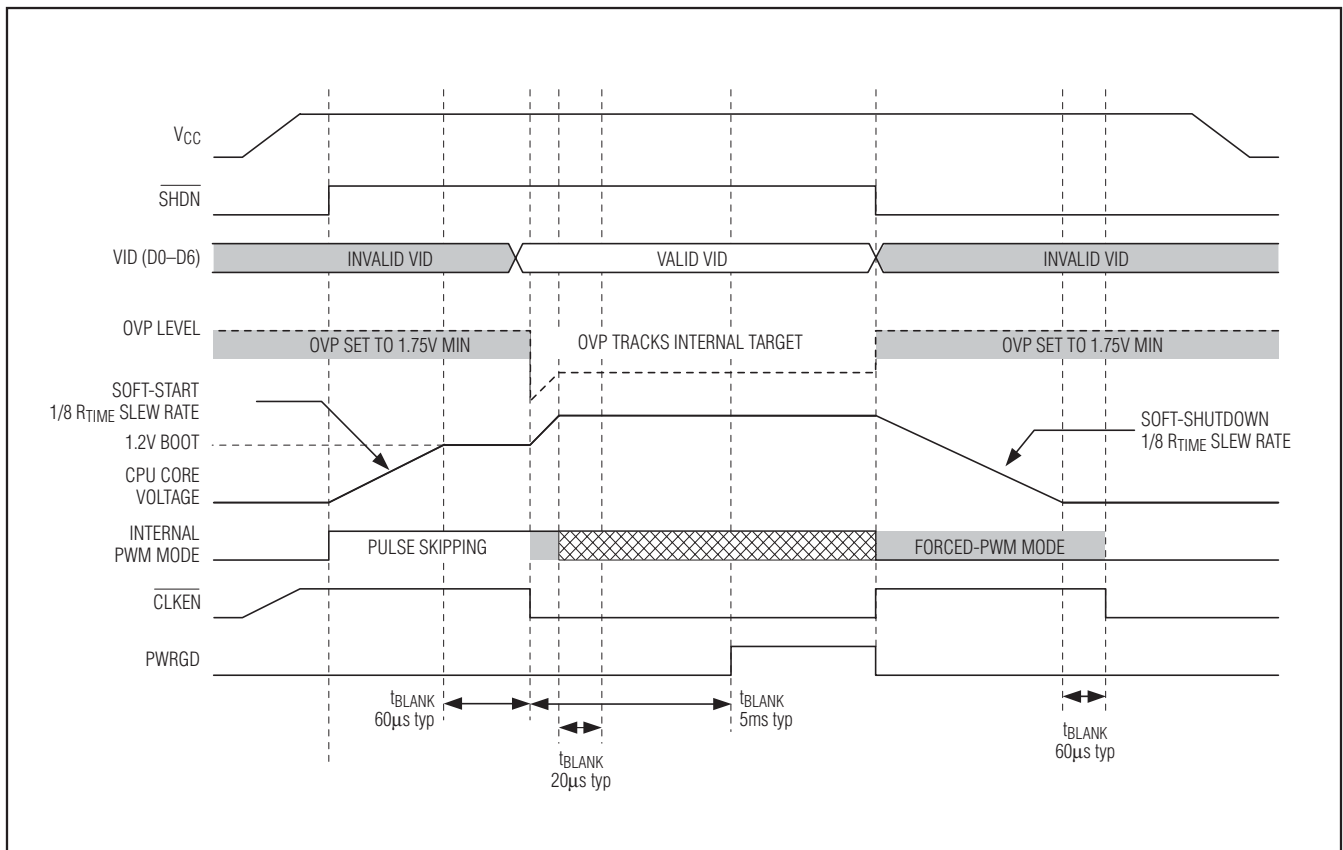 VCC
SHDN
VID (D0–D6)
INVALID VID
VALID VID
INVALID VID
OVP LEVEL
OVP SET TO 1.75V MIN
OVP TRACKS INTERNAL TARGET
OVP SET TO 1.75V MIN
SOFT-START
1/8 RTIME SLEW RATE
1.2V BOOT
SOFT-SHUTDOWN
1/8 RTIME SLEW RATE
CPU CORE
VOLTAGE
INTERNAL
PWM MODE
PULSE SKIPPING
FORCED-PWM MODE
CLKEN
PWRGD
tBLANK
60μs typ
tBLANK
5ms typ
tBLANK
20μs typ
tBLANK
60μs typ